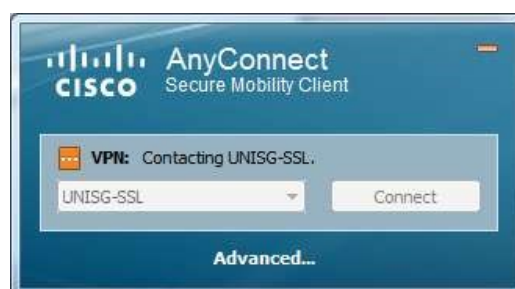 AnyConnect
CISCO Secure Mobility Client
VPN: Contacting UNISG-SSL.
UNISG-SSL Connect
Advanced...